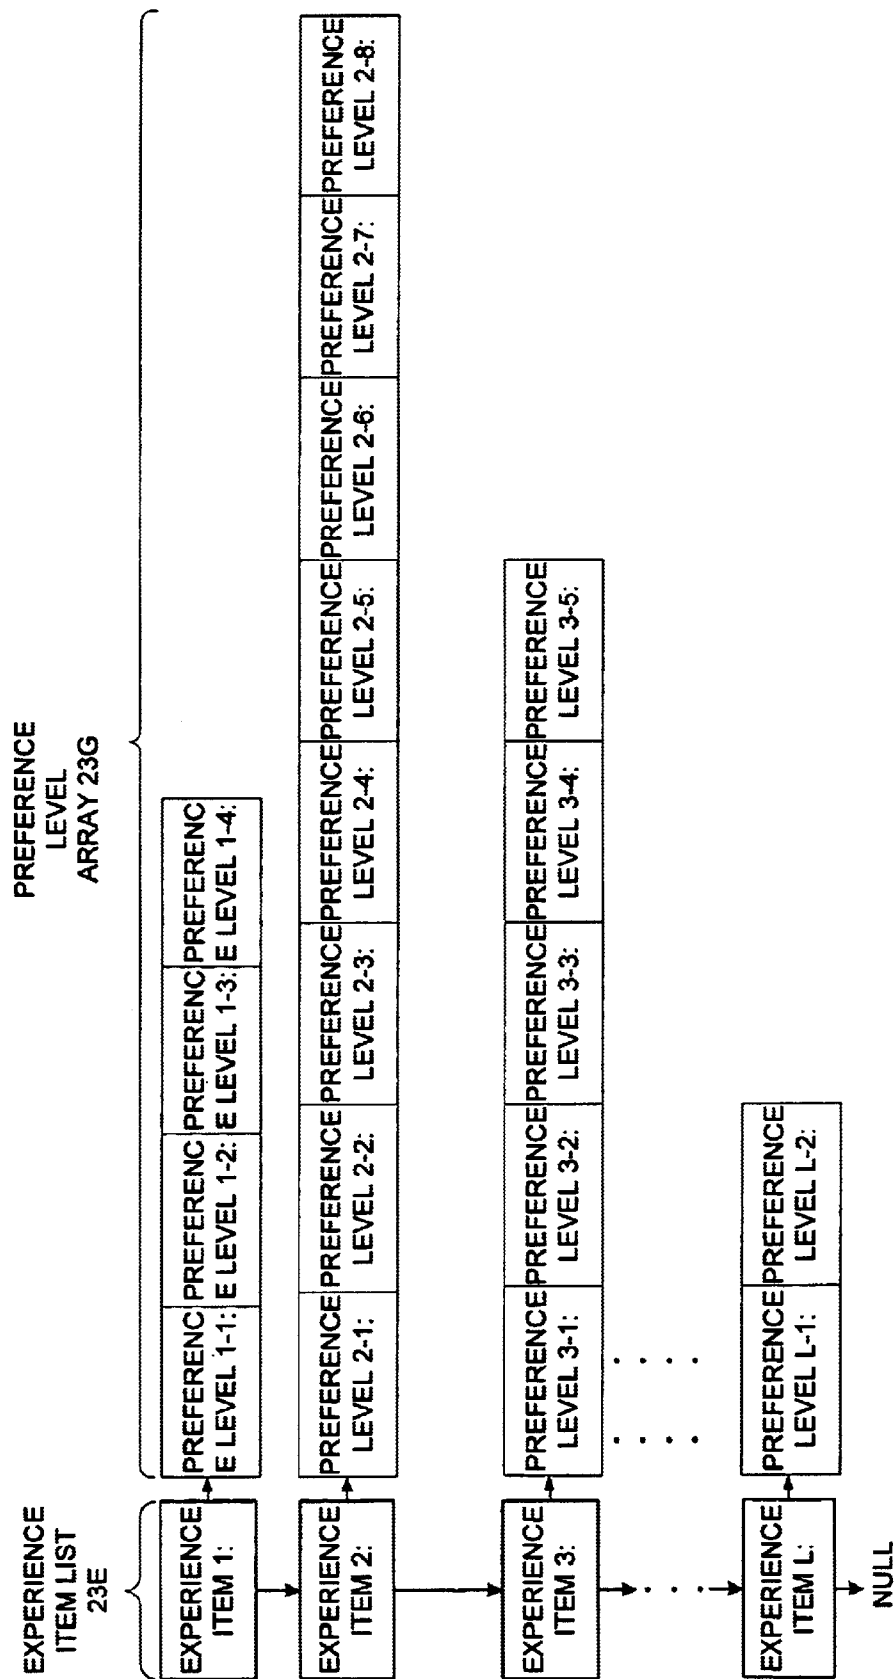 PREFERENCE
LEVEL
ARRAY 23G
EXPERIENCE
ITEM LIST
23E
EXPERIENCE
ITEM 1:
PREFERENC
E LEVEL 1-1:
PREFERENC
E LEVEL 1-2:
PREFERENC
E LEVEL 1-3:
PREFERENC
E LEVEL 1-4:
EXPERIENCE
ITEM 2:
PREFERENCE
LEVEL 2-1:
PREFERENCE
LEVEL 2-2:
PREFERENCE
LEVEL 2-3:
PREFERENCE
LEVEL 2-4:
PREFERENCE
LEVEL 2-5:
PREFERENCE
LEVEL 2-6:
PREFERENCE
LEVEL 2-7:
PREFERENCE
LEVEL 2-8:
EXPERIENCE
ITEM 3:
PREFERENCE
LEVEL 3-1:
PREFERENCE
LEVEL 3-2:
PREFERENCE
LEVEL 3-3:
PREFERENCE
LEVEL 3-4:
PREFERENCE
LEVEL 3-5:
EXPERIENCE
ITEM L:
PREFERENCE
LEVEL L-1:
PREFERENCE
LEVEL L-2:
NULL